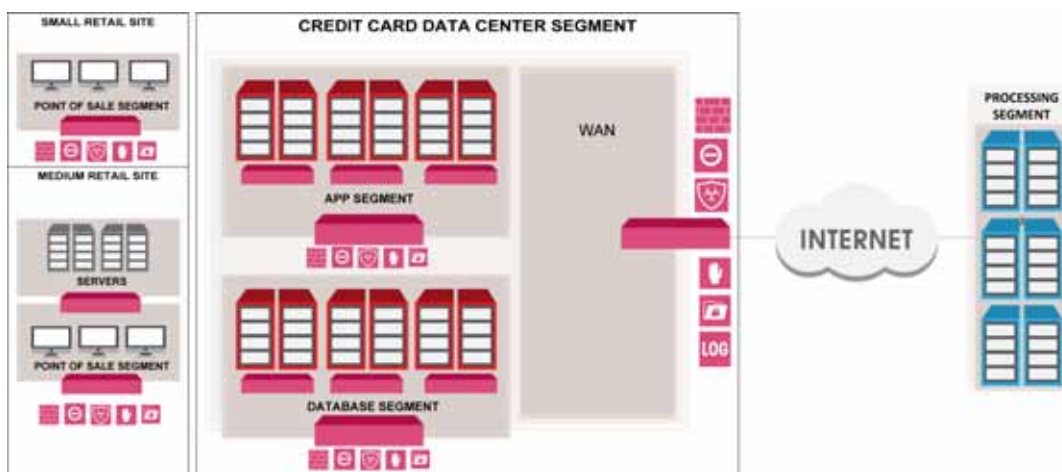 SMALL RETAIL SITE
POINT OF SALE SEGMENT
MEDIUM RETAIL SITE
SERVERS
POINT OF SALE SEGMENT
CREDIT CARD DATA CENTER SEGMENT
APP SEGMENT
DATABASE SEGMENT
WAN
LOG
INTERNET
PROCESSING
SEGMENT